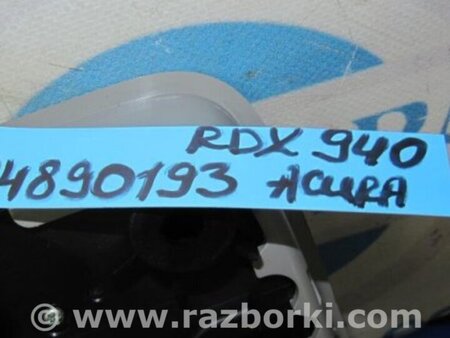 RDX 940
4890193 ACURA
www.razborki.com